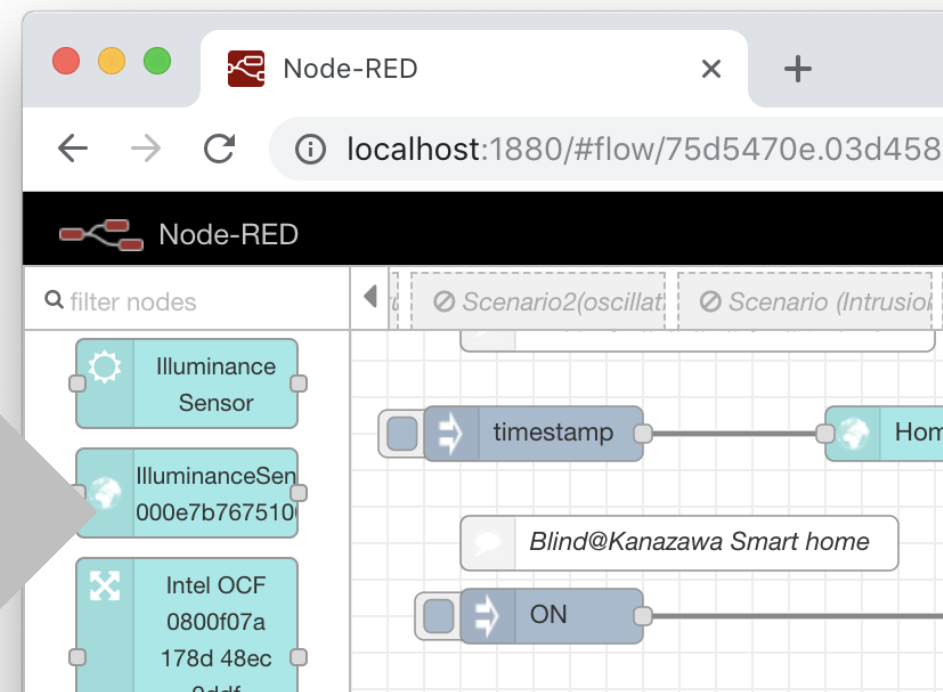 Node-RED
localhost:1880/#flow/75d5470e.03d458
Node-RED
filter nodes
Scenario2(oscillat
Scenario (Intrusion
Illuminance
Sensor
timestamp
Hom
IlluminanceSen
000e7b767510
Blind@Kanazawa Smart home
Intel OCF
0800f07a
178d 48ec
ON